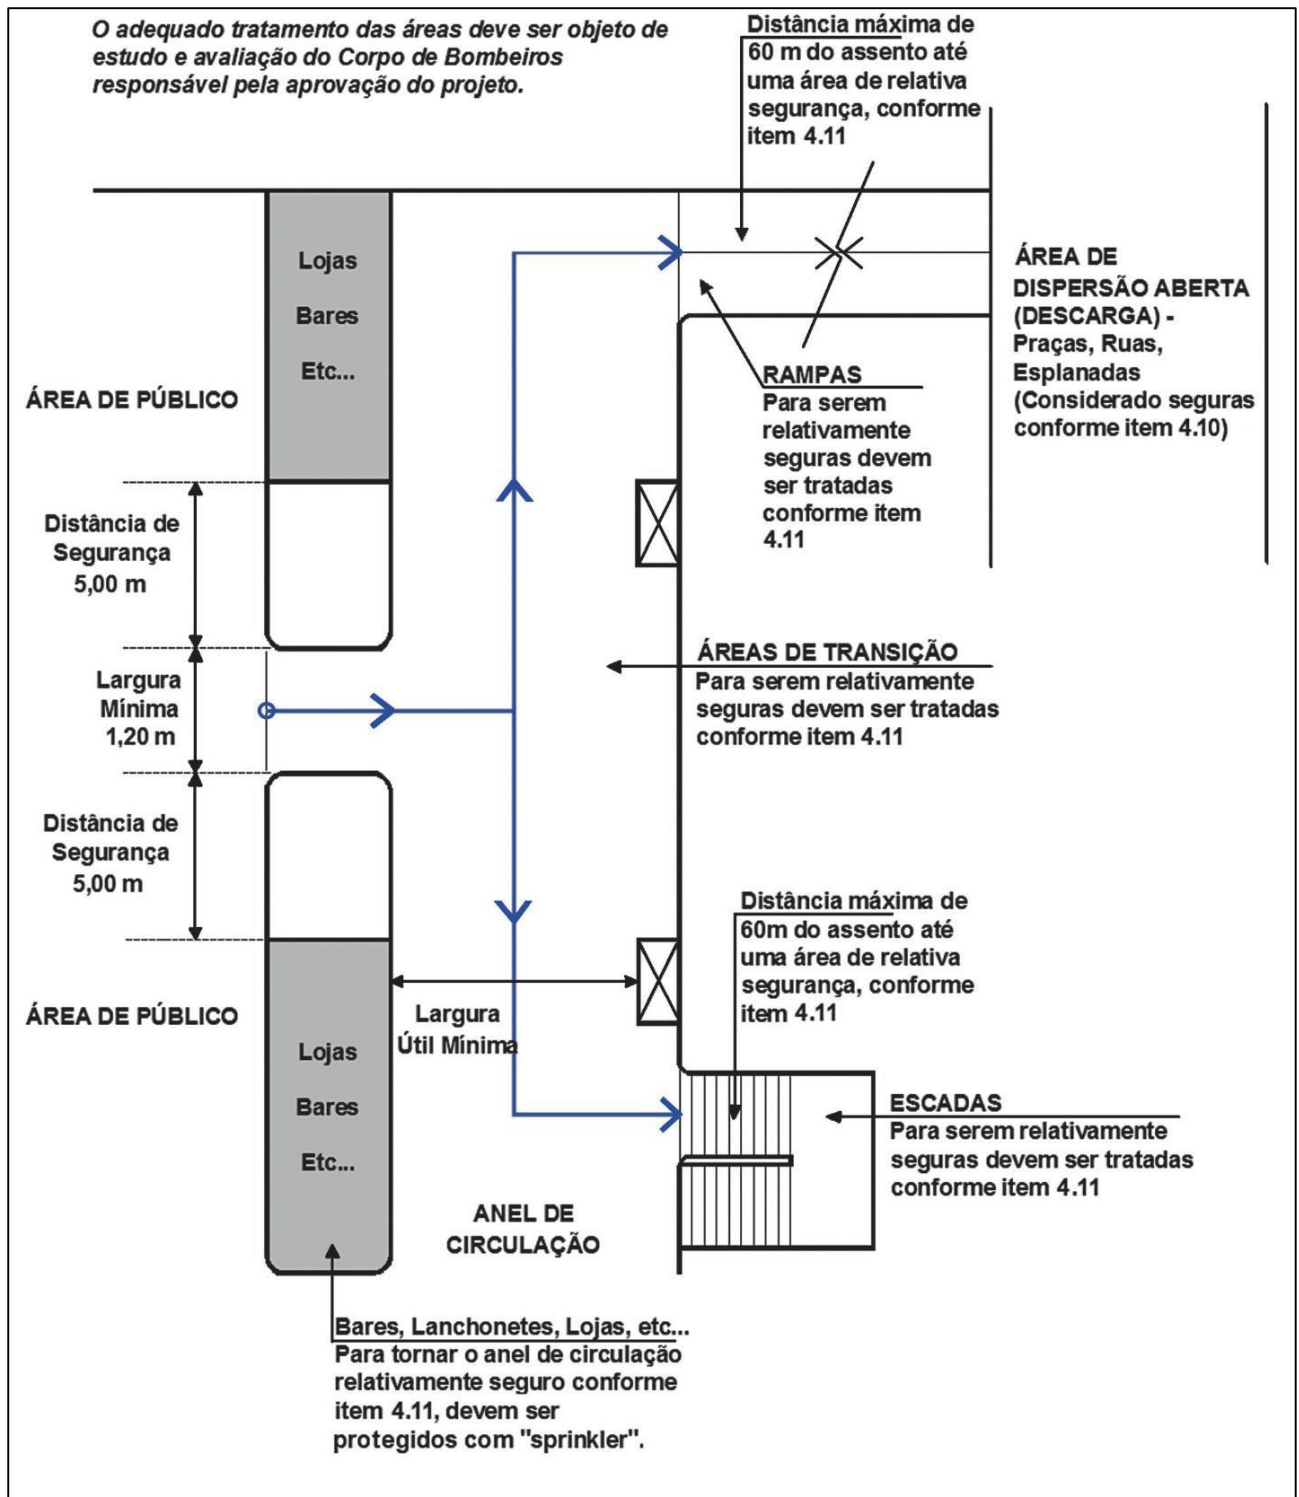 O adequado tratamento das áreas deve ser objeto de
estudo e avaliação do Corpo de Bombeiros
responsável pela aprovação do projeto.
Distância máxima de
60 m do assento até
uma área de relativa
segurança, conforme
item 4.11
Lojas
Bares
Etc...
ÁREA DE PÚBLICO
ÁREA DE
DISPERSÃO ABERTA
(DESCARGA) -
Praças, Ruas,
Esplanadas
(Considerado seguras
conforme item 4.10)
RAMPAS
Para serem
relativamente
seguras devem
ser tratadas
conforme item
4.11
Distância de
Segurança
5,00 m
Largura
Mínima
1,20 m
ÁREAS DE TRANSIÇÃO
Para serem relativamente
seguras devem ser tratadas
conforme item 4.11
Distância de
Segurança
5,00 m
Distância máxima de
60m do assento até
uma área de relativa
segurança, conforme
item 4.11
ÁREA DE PÚBLICO
Largura
Útil Mínima
Lojas
Bares
Etc...
ESCADAS
Para serem relativamente
seguras devem ser tratadas
conforme item 4.11
ANEL DE
CIRCULAÇÃO
Bares, Lanchonetes, Lojas, etc...
Para tornar o anel de circulação
relativamente seguro conforme
item 4.11, devem ser
protegidos com "sprinkler".